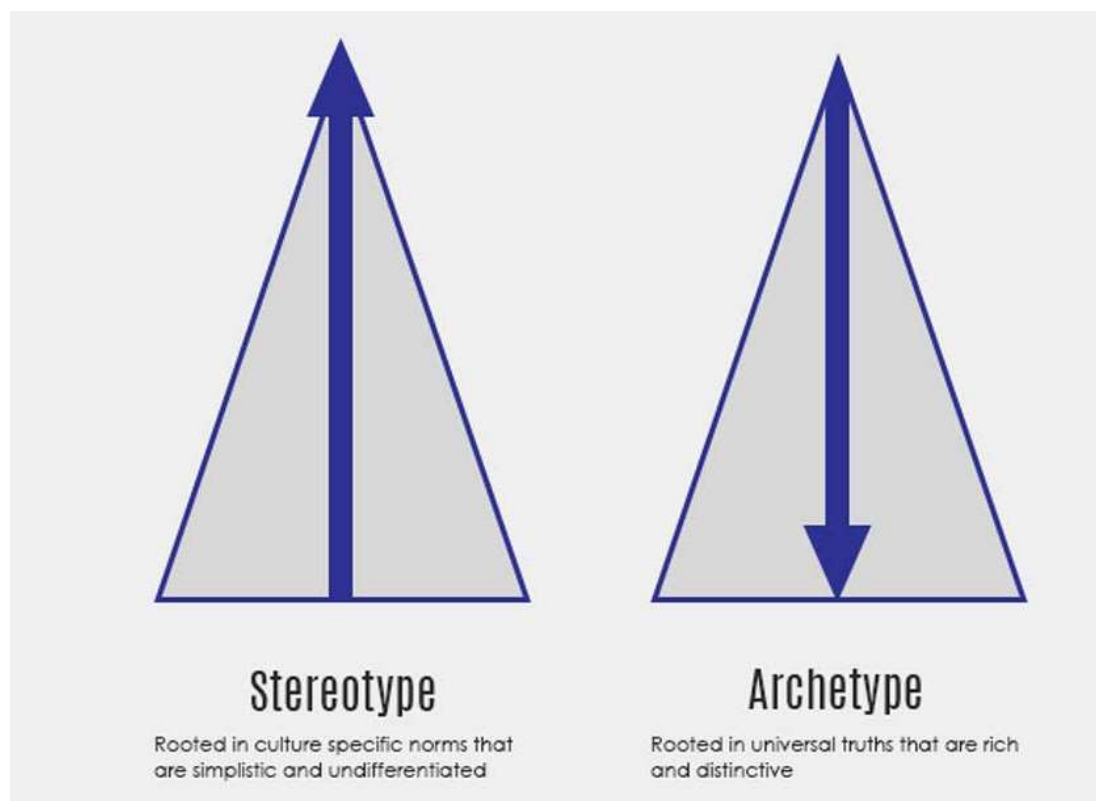 Stereotype
Rooted in culture specific norms that
are simplistic and undifferentiated
Archetype
Rooted in universal truths that are rich
and distinctive